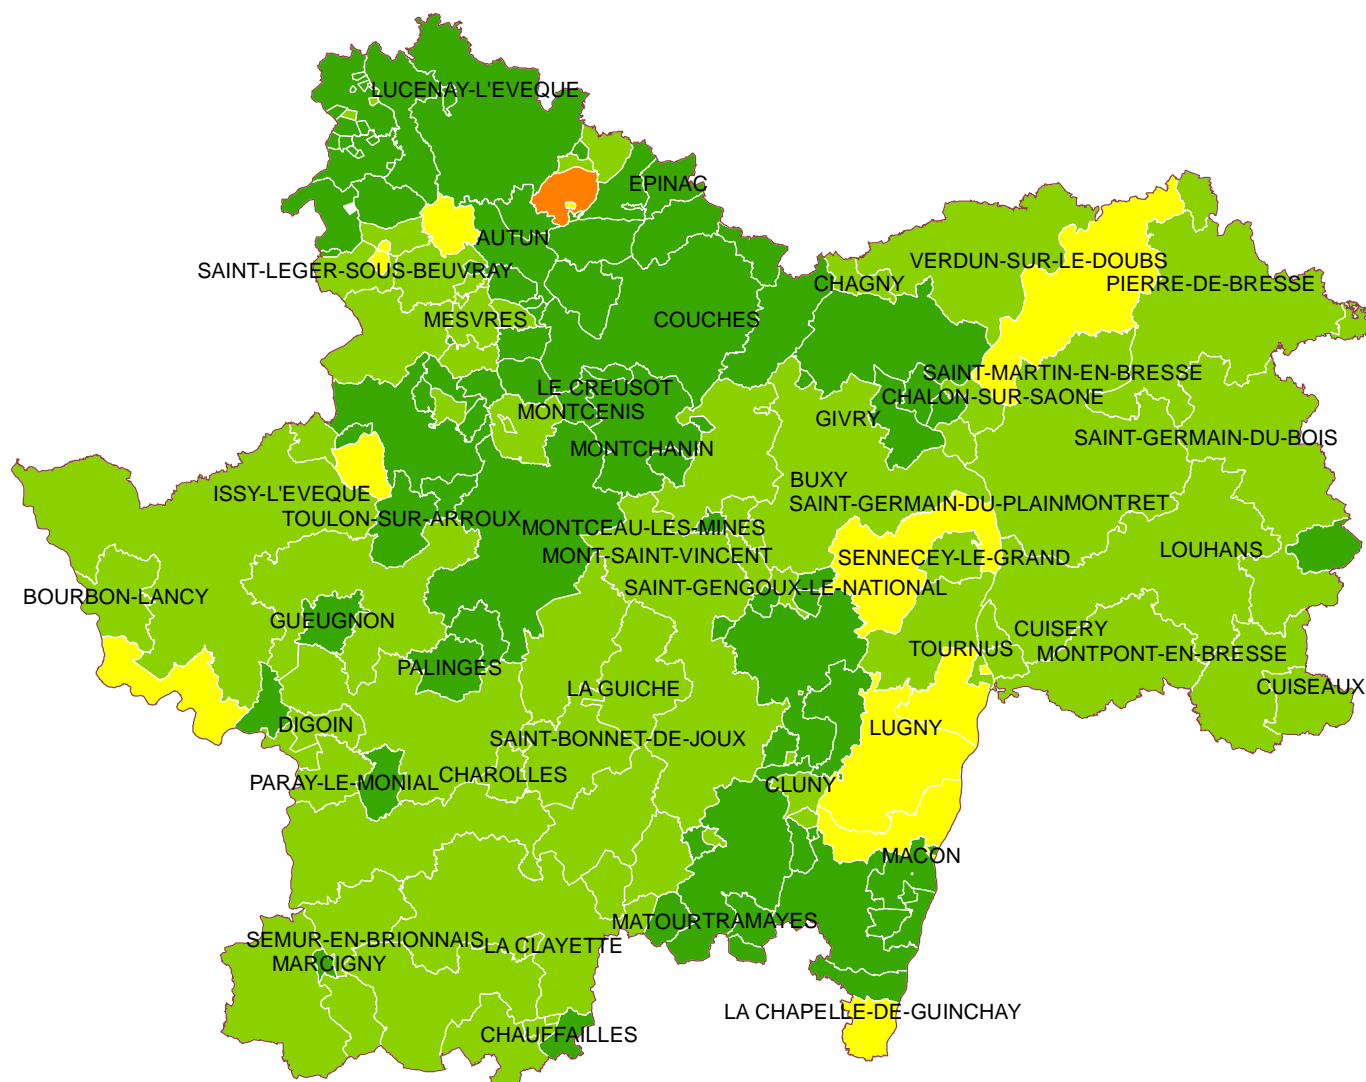 LUCENAY-L'EVEQUE
EPINAC
AUTUN
SAINT-LEGER-SOUS-BEUVRAY
VERDUN-SUR-LE-DOUBS
CHAGNY
PIERRE-DE-BRESSE
MESVRES
COUCHES
SAINT-MARTIN-EN-BRESSE
LE CREUSOT
CHALON-SUR-SAONE
MONTCENIS
GIVRY
SAINT-GERMAIN-DU-BOIS
MONTCHANIN
BUXY
ISSY-L'EVEQUE
SAINT-GERMAIN-DU-PLAIN
MONTRET
TOULON-SUR-ARROUX
MONTCEAU-LES-MINES
LOUHANS
MONT-SAINT-VINCENT
SENNECEY-LE-GRAND
SAINT-GENGOUX-LE-NATIONAL
BOURBON-LANCY
GUEUGNON
CUISERY
TOURNUS
MONTPONT-EN-BRESSE
PALINGES
LA GUICHE
CUISEAUX
DIGOIN
LUGNY
SAINT-BONNET-DE-JOUX
CHAROLLES
PARAY-LE-MONIAL
CLUNY
MACON
MATOUR
TRAMAYES
SEMUR-EN-BRIONNAIS
LA CLAYETTE
MARCIGNY
LA CHAPELLE-DE-GUINCHAY
CHAUFFAILLES